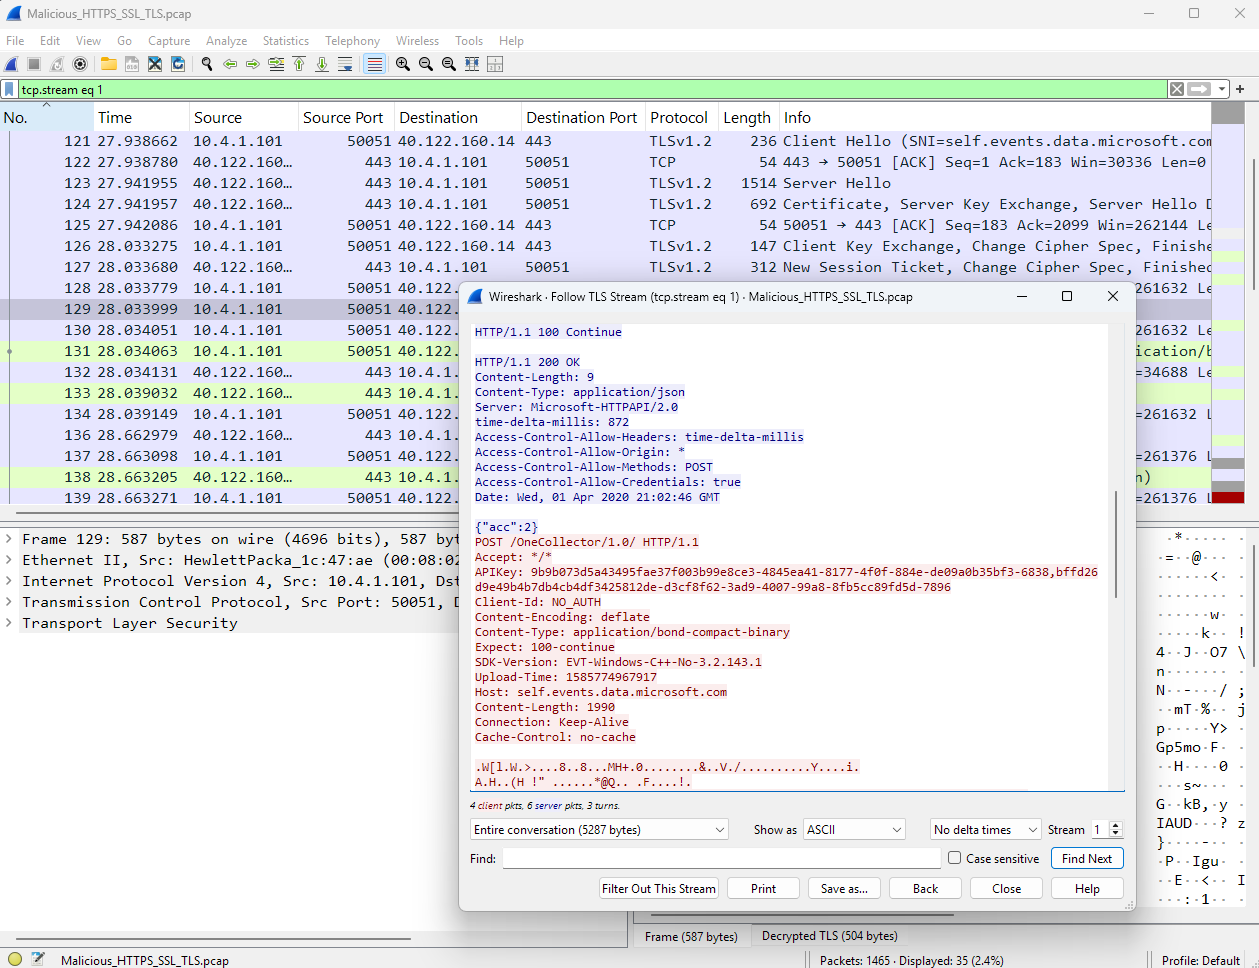 Malicious_HTTPS_SSL_TLS.pcap
File Edit View Go Capture Analyze Statistics Telephony Wireless Tools Help
tcp.stream eq 1
No. Time Source Source Port Destination Destination Port Protocol Length Info
121 27.938662 10.4.1.101 50051 40.122.160.14 443 TLSv1.2 236 Client Hello (SNI=self.events.data.microsoft.com
122 27.938780 40.122.160… 443 10.4.1.101 50051 TCP 54 443 → 50051 [ACK] Seq=1 Ack=183 Win=30336 Len=0
123 27.941955 40.122.160… 443 10.4.1.101 50051 TLSv1.2 1514 Server Hello
124 27.941957 40.122.160… 443 10.4.1.101 50051 TLSv1.2 692 Certificate, Server Key Exchange, Server Hello D
125 27.942086 10.4.1.101 50051 40.122.160.14 443 TCP 54 50051 → 443 [ACK] Seq=183 Ack=2099 Win=262144 Le
126 28.033275 10.4.1.101 50051 40.122.160.14 443 TLSv1.2 147 Client Key Exchange, Change Cipher Spec, Finishe
127 28.033680 40.122.160… 443 10.4.1.101 50051 TLSv1.2 312 New Session Ticket, Change Cipher Spec, Finished
128 28.033779 10.4.1.101 50051 40.122. 261632 Le
129 28.033999 10.4.1.101 50051 40.122.
130 28.034051 10.4.1.101 50051 40.122. 261632 Le
131 28.034063 10.4.1.101 50051 40.122. ication/b
132 28.034131 40.122.160… 443 10.4.1. =34688 Le
133 28.039032 40.122.160… 443 10.4.1.
134 28.039149 10.4.1.101 50051 40.122. =261632 L
136 28.662979 40.122.160… 443 10.4.1.
137 28.663098 10.4.1.101 50051 40.122. =261376 L
138 28.663205 40.122.160… 443 10.4.1. n)
139 28.663271 10.4.1.101 50051 40.122. =261376 L
Wireshark · Follow TLS Stream (tcp.stream eq 1) · Malicious_HTTPS_SSL_TLS.pcap
HTTP/1.1 100 Continue
HTTP/1.1 200 OK
Content-Length: 9
Content-Type: application/json
Server: Microsoft-HTTPAPI/2.0
time-delta-millis: 872
Access-Control-Allow-Headers: time-delta-millis
Access-Control-Allow-Origin: *
Access-Control-Allow-Methods: POST
Access-Control-Allow-Credentials: true
Date: Wed, 01 Apr 2020 21:02:46 GMT
{"acc":2}
POST /OneCollector/1.0/ HTTP/1.1
Accept: */*
APIKey: 9b9b073d5a43495fae37f003b99e8ce3-4845ea41-8177-4f0f-884e-de09a0b35bf3-6838,bffd26
d9e49b4b7db4cb4df3425812de-d3cf8f62-3ad9-4007-99a8-8fb5cc89fd5d-7896
Client-Id: NO_AUTH
Content-Encoding: deflate
Content-Type: application/bond-compact-binary
Expect: 100-continue
SDK-Version: EVT-Windows-C++-No-3.2.143.1
Upload-Time: 1585774967917
Host: self.events.data.microsoft.com
Content-Length: 1990
Connection: Keep-Alive
Cache-Control: no-cache
.W[l.W.>....8..8...MH+.0........&..V./..........Y....i.
A.H..(H !" ......*@Q.. .F....!.
4 client pkts, 6 server pkts, 3 turns.
Entire conversation (5287 bytes) Show as ASCII No delta times Stream 1
Find: Case sensitive Find Next
Filter Out This Stream Print Save as… Back Close Help
Frame 129: 587 bytes on wire (4696 bits), 587 byt
Ethernet II, Src: HewlettPacka_1c:47:ae (00:08:02
Internet Protocol Version 4, Src: 10.4.1.101, Dst
Transmission Control Protocol, Src Port: 50051, D
Transport Layer Security
·*·····
·=· @···
······<·
········
······w·
·····k·· !
4··J··O7 \
n·······
N··-···/ ;
··mT·%·· j
p·····Y>
Gp5mo·F·
··H····0
···s~···
G··kB,·y
IAUD···? z
}····-··
·P··Igu·
··E··<·· I
···:·1··
Frame (587 bytes) Decrypted TLS (504 bytes)
Malicious_HTTPS_SSL_TLS.pcap Packets: 1465 · Displayed: 35 (2.4%) Profile: Default